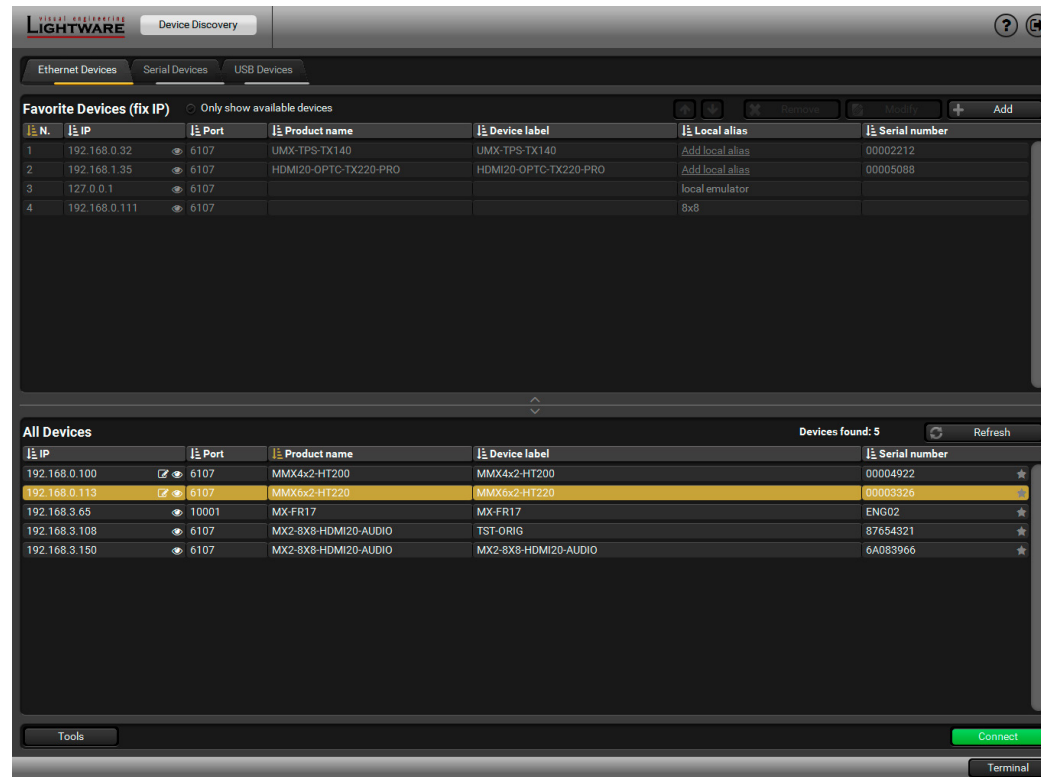 visual engineering
LIGHTWARE
Device Discovery
?
Ethernet Devices Serial Devices USB Devices
Favorite Devices (fix IP) Only show available devices Remove Modify Add
N. IP Port Product name Device label Local alias Serial number
1 192.168.0.32 6107 UMX-TPS-TX140 UMX-TPS-TX140 Add local alias 00002212
2 192.168.1.35 6107 HDMI20-OPTC-TX220-PRO HDMI20-OPTC-TX220-PRO Add local alias 00005088
3 127.0.0.1 6107 local emulator
4 192.168.0.111 6107 8x8
All Devices Devices found: 5 Refresh
IP Port Product name Device label Serial number
192.168.0.100 6107 MMX4x2-HT200 MMX4x2-HT200 00004922
192.168.0.113 6107 MMX6x2-HT220 MMX6x2-HT220 00003326
192.168.3.65 10001 MX-FR17 MX-FR17 ENG02
192.168.3.108 6107 MX2-8X8-HDMI20-AUDIO TST-ORIG 87654321
192.168.3.150 6107 MX2-8X8-HDMI20-AUDIO MX2-8X8-HDMI20-AUDIO 6A083966
Tools Connect
Terminal